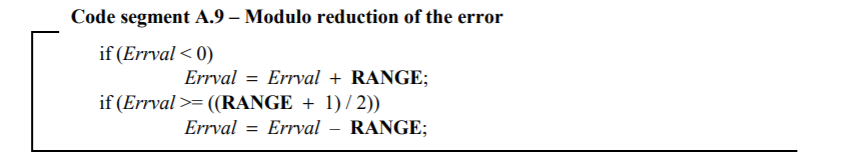 Code segment A.9 – Modulo reduction of the error
if (Errval < 0)
Errval = Errval + RANGE;
if (Errval >= ((RANGE + 1) / 2))
Errval = Errval – RANGE;